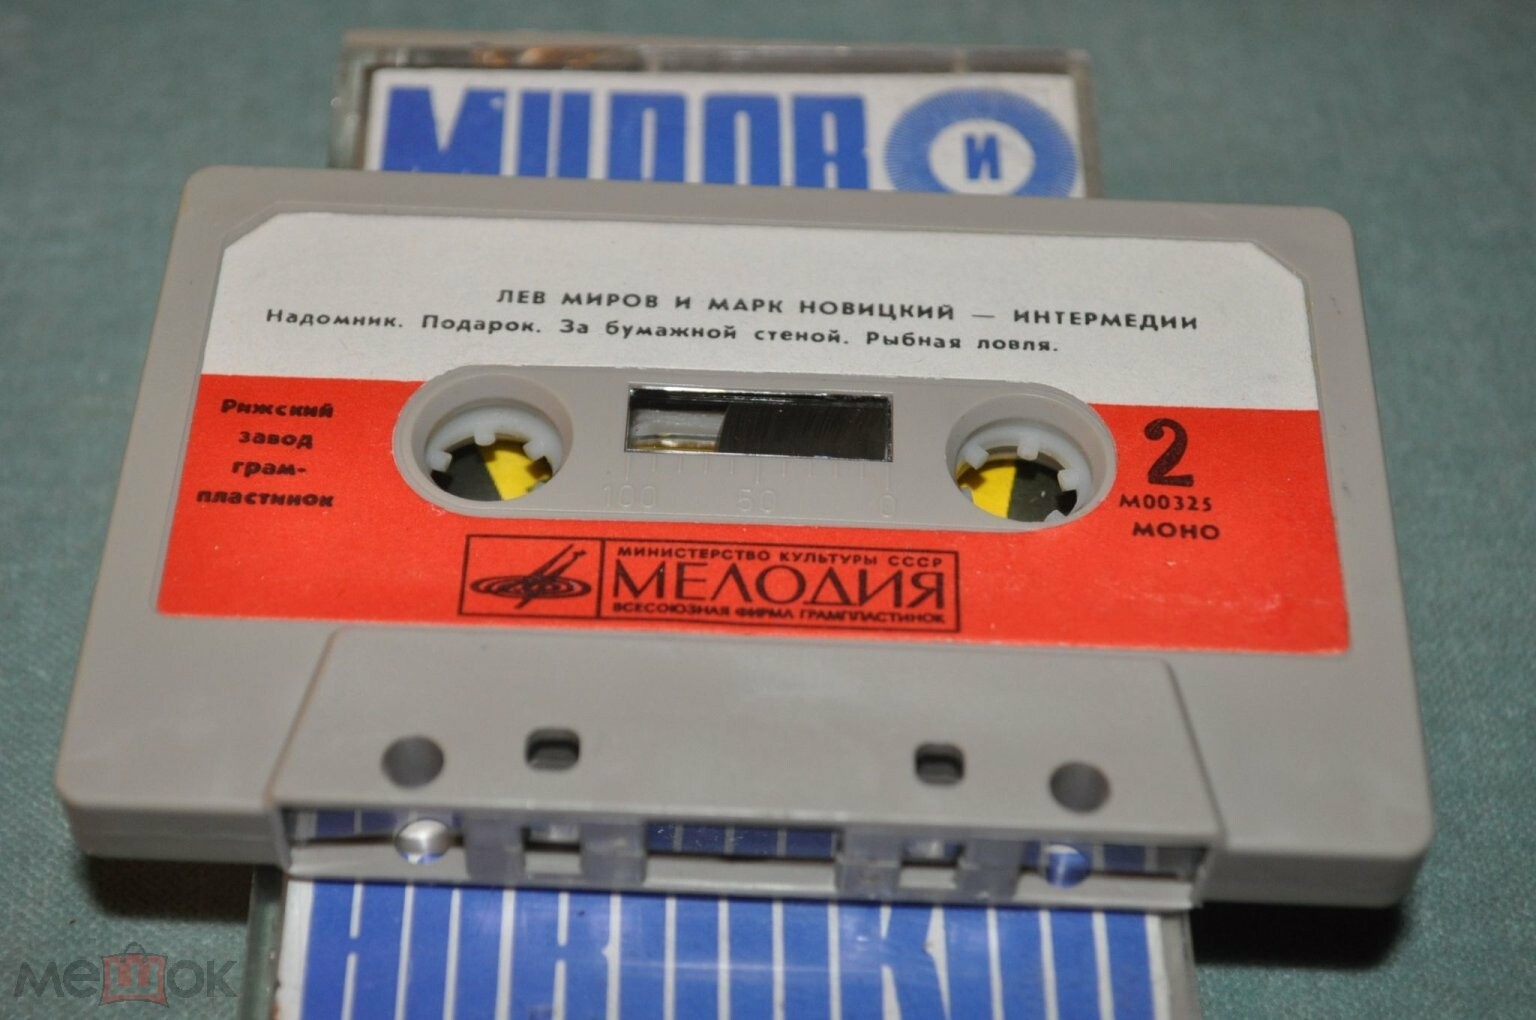 МИРОВ
И
ЛЕВ МИРОВ И МАРК НОВИЦКИЙ — ИНТЕРМЕДИИ
Надомник. Подарок. За бумажной стеной. Рыбная ловля.
Рижский
завод
грам-
пластинок
100 50 0
2
М00325
МОНО
МИНИСТЕРСТВО КУЛЬТУРЫ СССР
МЕЛОДИЯ
ВСЕСОЮЗНАЯ ФИРМА ГРАМПЛАСТИНОК
мешок